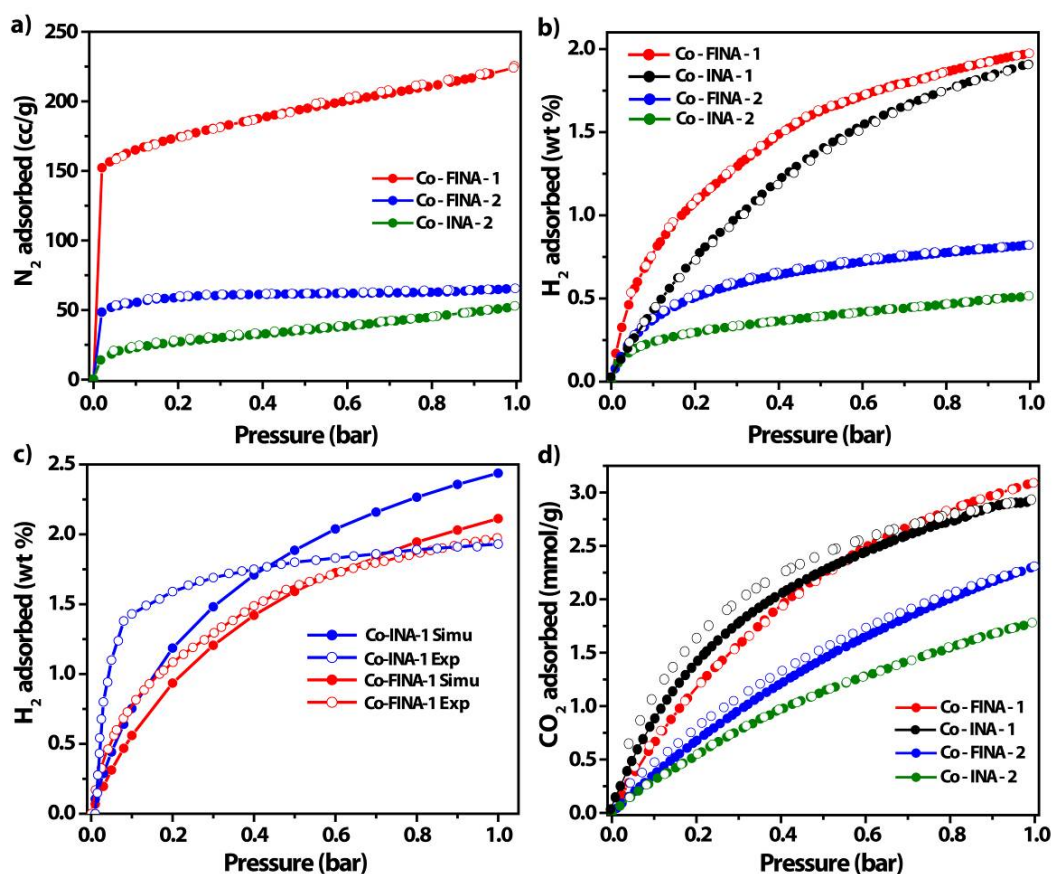 a)
250
200
150
100
50
0
N2 adsorbed (cc/g)
Co-FINA-1
Co-FINA-2
Co-INA-2
0.0 0.2 0.4 0.6 0.8 1.0
Pressure (bar)
b)
2.0
1.5
1.0
0.5
0.0
H2 adsorbed (wt %)
Co-FINA-1
Co-INA-1
Co-FINA-2
Co-INA-2
0.0 0.2 0.4 0.6 0.8 1.0
Pressure (bar)
c)
2.5
2.0
1.5
1.0
0.5
0.0
H2 adsorbed (wt %)
Co-INA-1 Simu
Co-INA-1 Exp
Co-FINA-1 Simu
Co-FINA-1 Exp
0.0 0.2 0.4 0.6 0.8 1.0
Pressure (bar)
d)
3.0
2.5
2.0
1.5
1.0
0.5
0.0
CO2 adsorbed (mmol/g)
Co-FINA-1
Co-INA-1
Co-FINA-2
Co-INA-2
0.0 0.2 0.4 0.6 0.8 1.0
Pressure (bar)